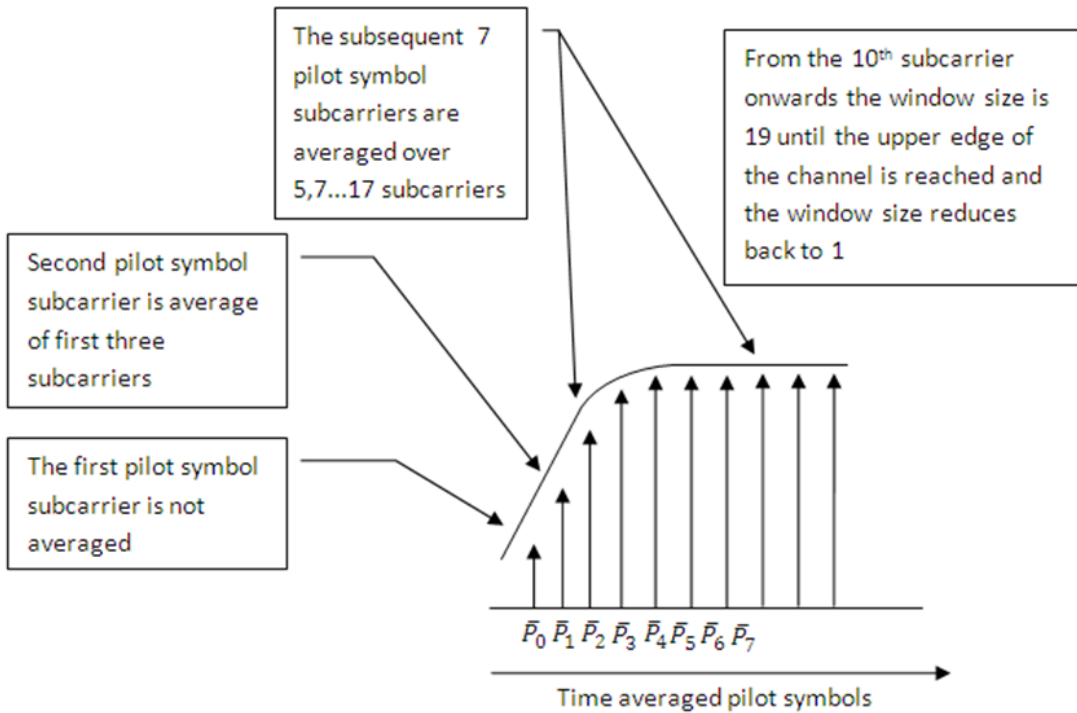 The subsequent 7
pilot symbol
subcarriers are
averaged over
5,7...17 subcarriers
From the 10th subcarrier
onwards the window size is
19 until the upper edge of
the channel is reached and
the window size reduces
back to 1
Second pilot symbol
subcarrier is average
of first three
subcarriers
The first pilot symbol
subcarrier is not
averaged
P̄₀ P̄₁ P̄₂ P̄₃ P̄₄ P̄₅ P̄₆ P̄₇
Time averaged pilot symbols